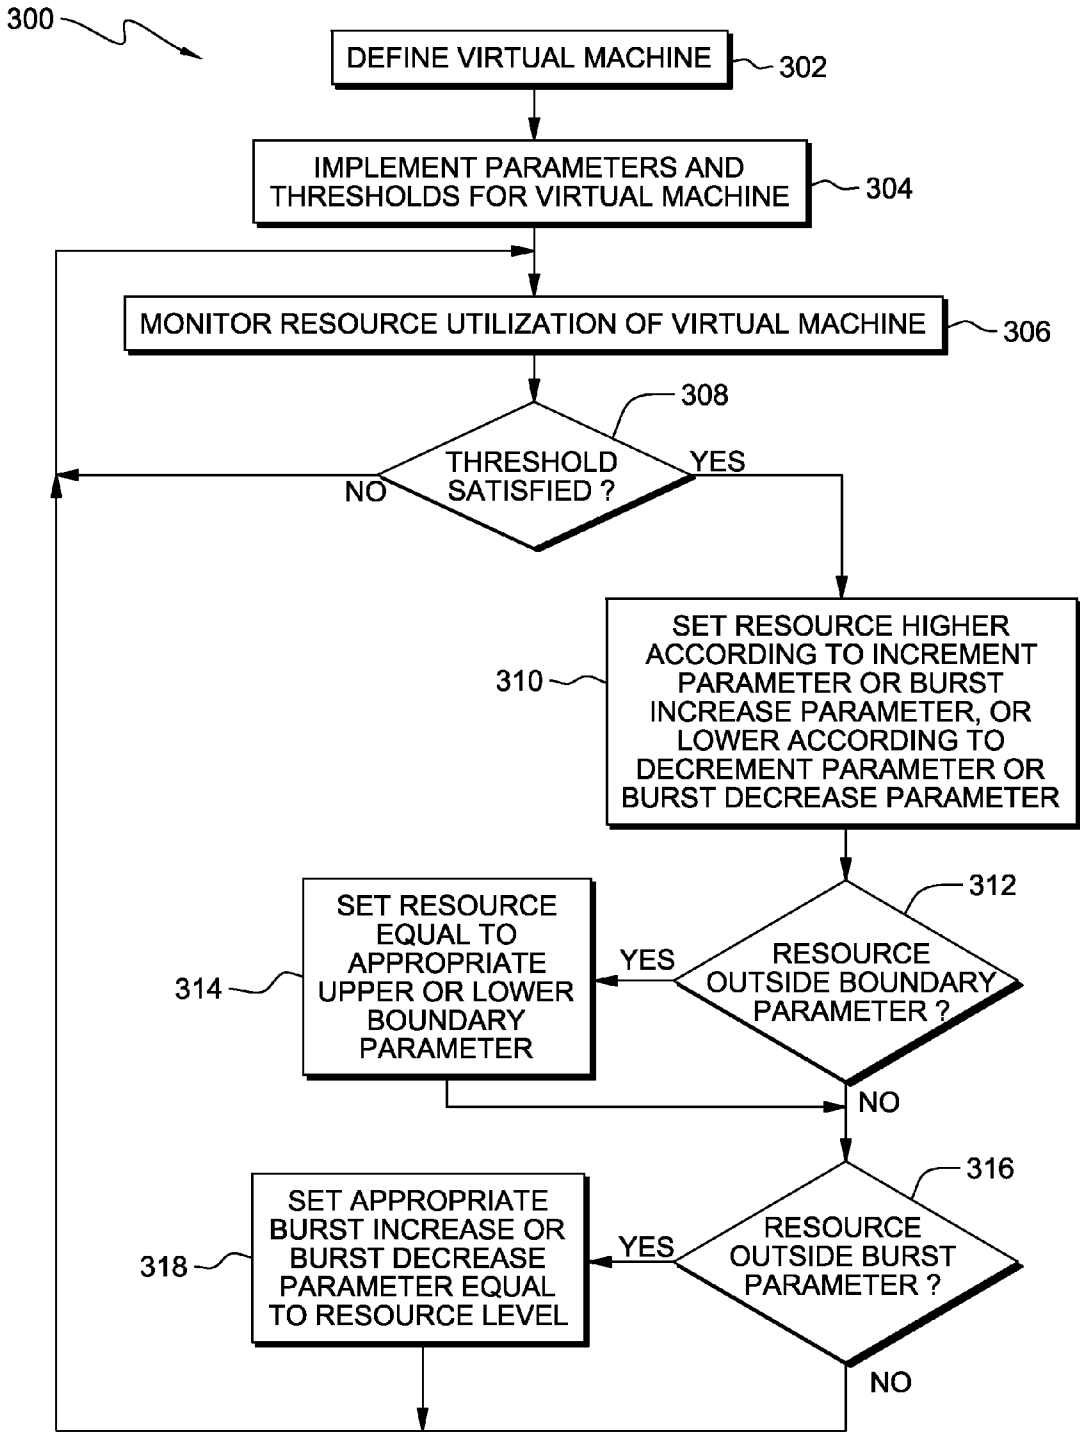 300
DEFINE VIRTUAL MACHINE
302
IMPLEMENT PARAMETERS AND
THRESHOLDS FOR VIRTUAL MACHINE
304
MONITOR RESOURCE UTILIZATION OF VIRTUAL MACHINE
306
308
THRESHOLD
SATISFIED ?
YES
NO
SET RESOURCE HIGHER
ACCORDING TO INCREMENT
PARAMETER OR BURST
INCREASE PARAMETER, OR
LOWER ACCORDING TO
DECREMENT PARAMETER OR
BURST DECREASE PARAMETER
310
312
RESOURCE
OUTSIDE BOUNDARY
PARAMETER ?
YES
NO
SET RESOURCE
EQUAL TO
APPROPRIATE
UPPER OR LOWER
BOUNDARY
PARAMETER
314
316
RESOURCE
OUTSIDE BURST
PARAMETER ?
YES
NO
SET APPROPRIATE
BURST INCREASE OR
BURST DECREASE
PARAMETER EQUAL
TO RESOURCE LEVEL
318